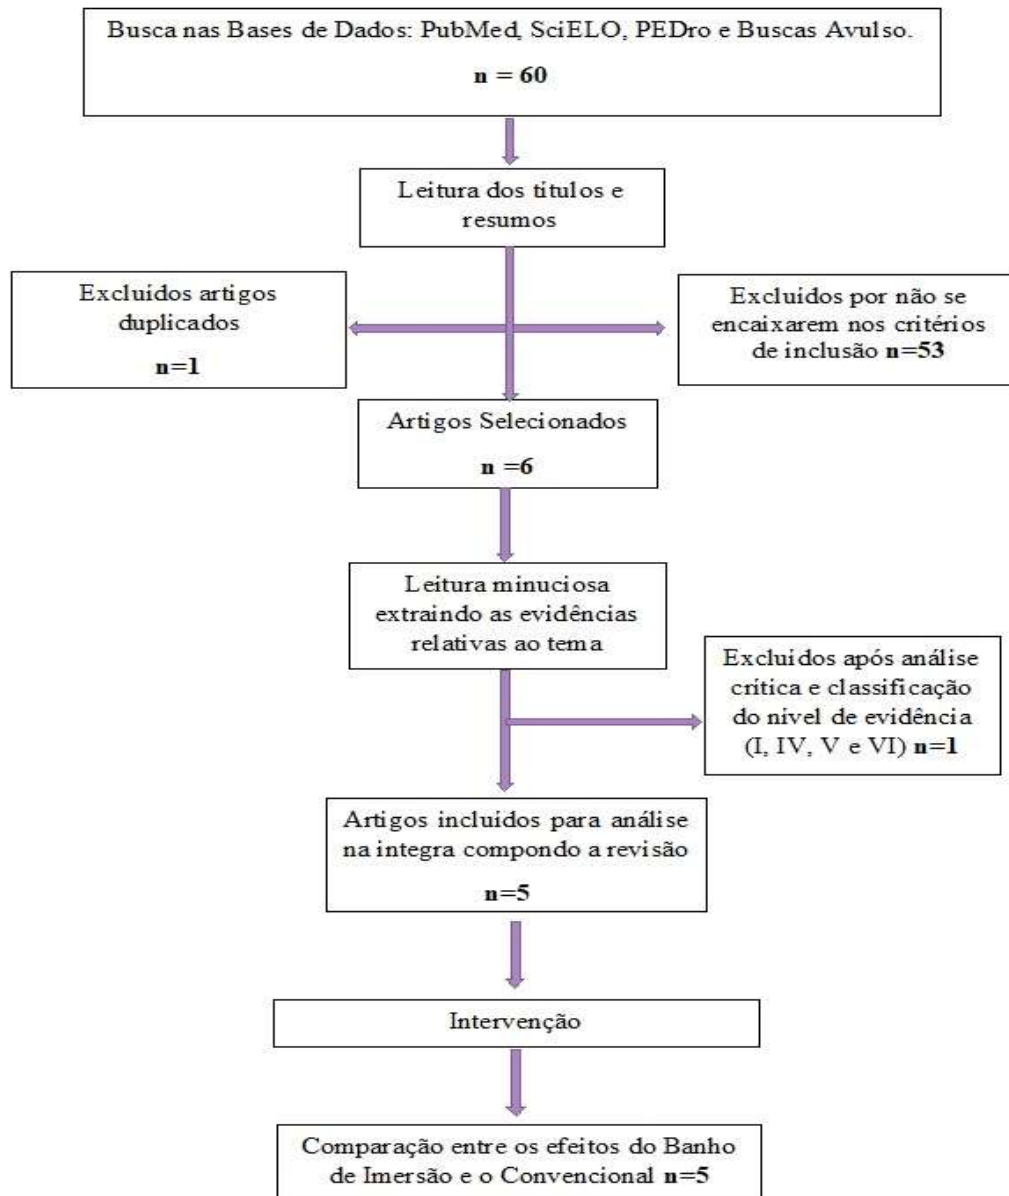 Busca nas Bases de Dados: PubMed, SciELO, PEDro e Buscas Avulso.
n = 60
Leitura dos títulos e
resumos
Excluídos artigos
duplicados
n=1
Excluídos por não se
encaixarem nos critérios
de inclusão n=53
Artigos Selecionados
n =6
Leitura minuciosa
extraindo as evidências
relativas ao tema
Excluídos após análise
crítica e classificação
do nível de evidência
(I, IV, V e VI) n=1
Artigos incluídos para análise
na integra compondo a revisão
n=5
Intervenção
Comparação entre os efeitos do Banho
de Imersão e o Convencional n=5